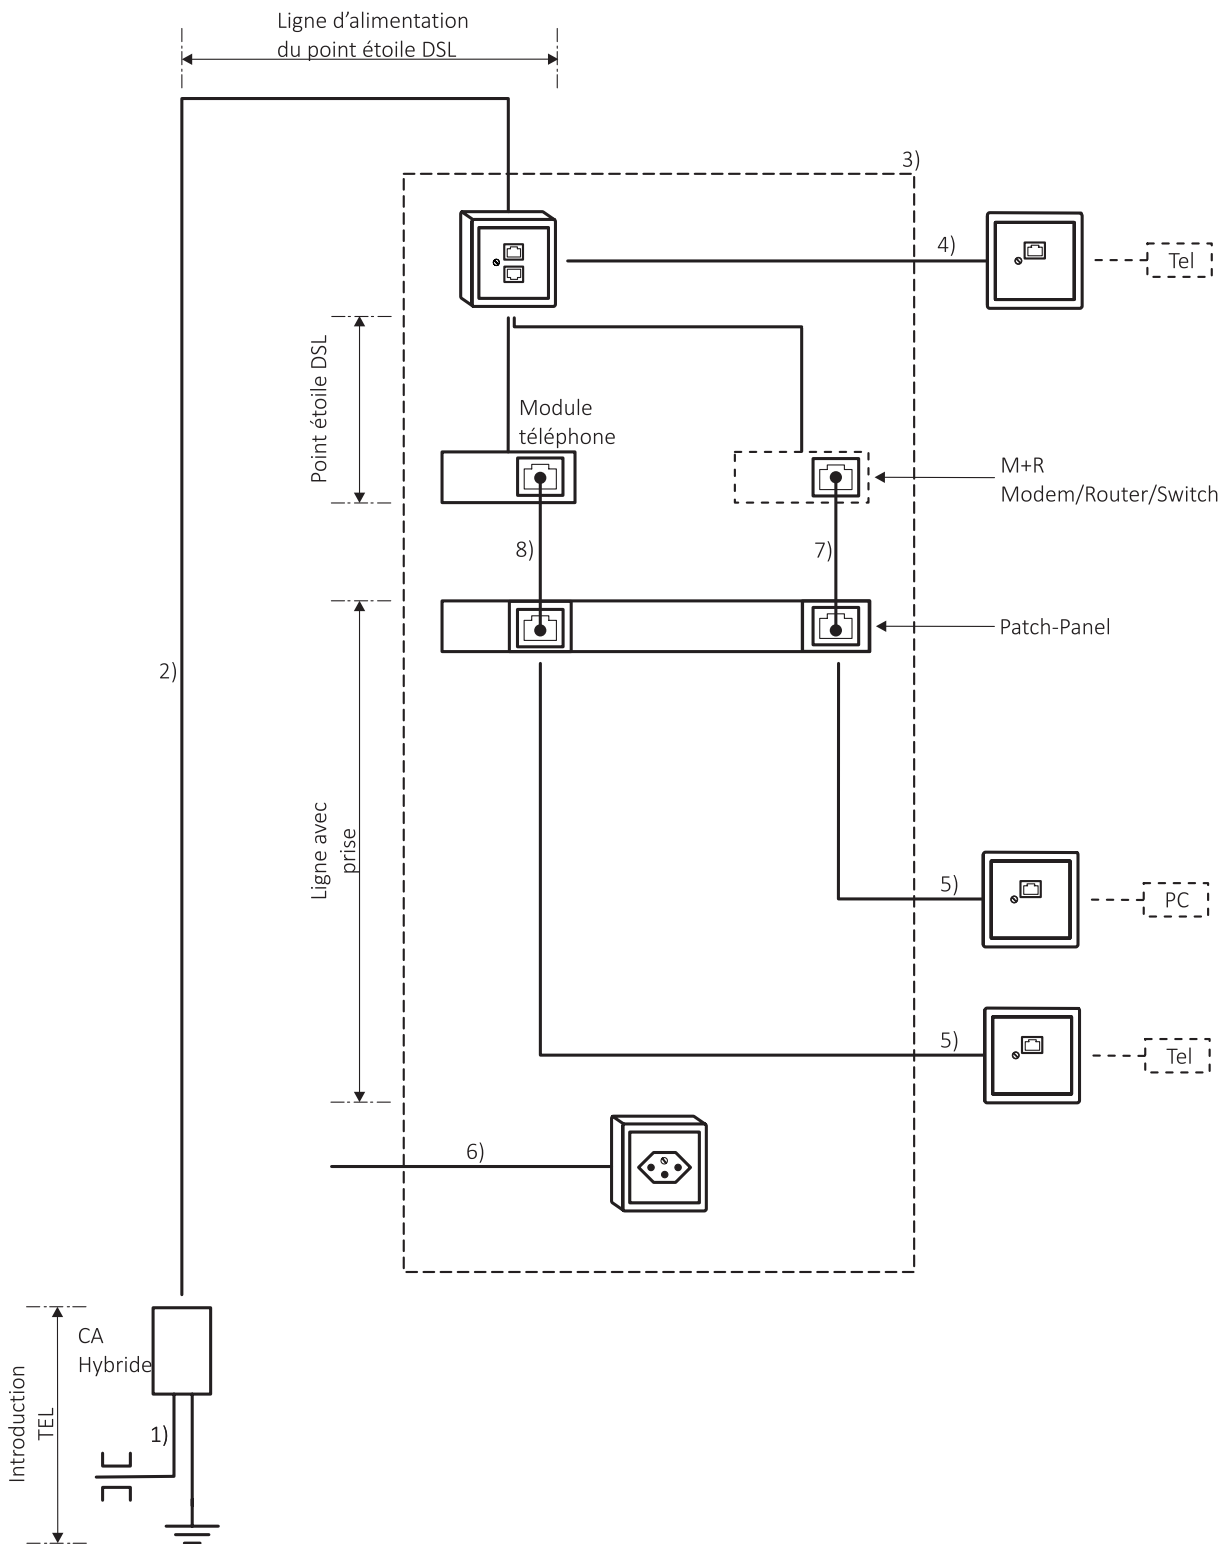 Ligne d’alimentation
du point étoile DSL
3)
4)
Tel
Point étoile DSL
Module
téléphone
M+R
Modem/Router/Switch
8)
7)
Patch-Panel
2)
Ligne avec
prise
5)
PC
5)
Tel
6)
CA
Hybride
Introduction
TEL
1)